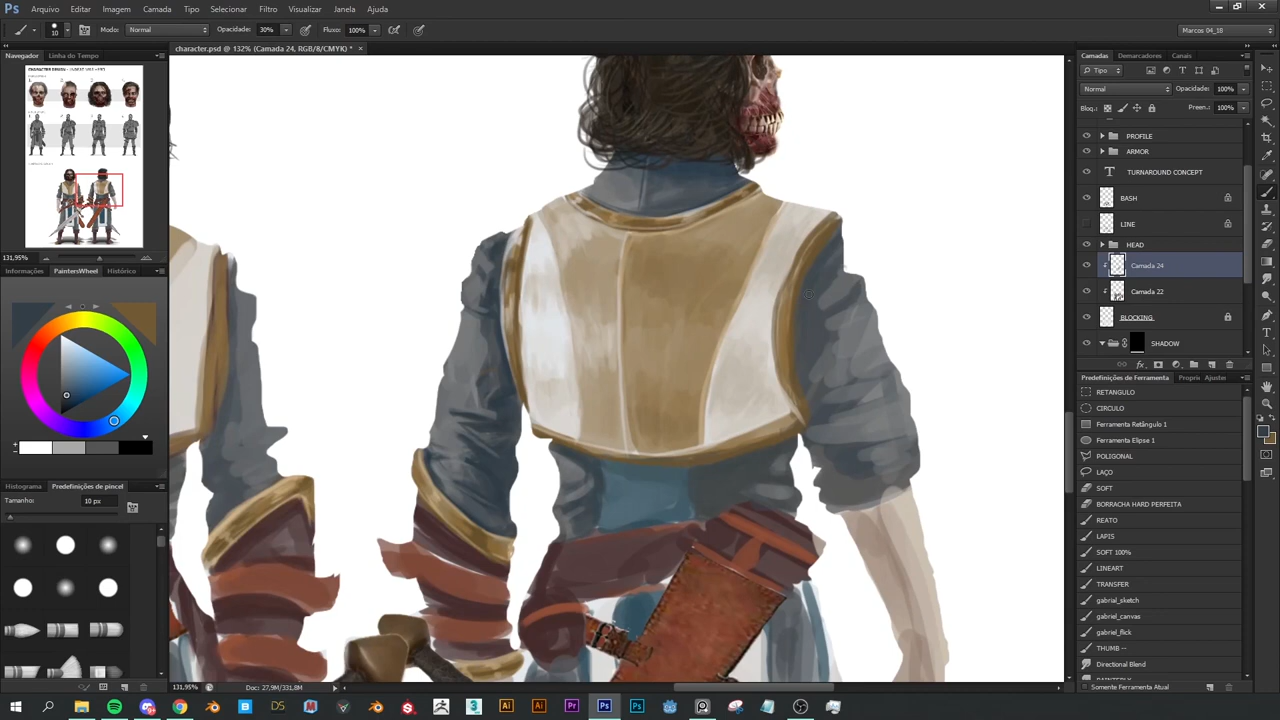 Ps Arquivo Editar Imagem Camada Tipo Selecionar Filtro Visualizar Janela Ajuda
10 Modo: Normal Opacidade: 30% Fluxo: 100% Marcos 04_18
character.psd @ 132% (Camada 24, RGB/8/CMYK) *
Navegador Linha do Tempo
131,95%
Informações PaintersWheel Histórico
Predefinições de pincel
Tamanho: 10 px
Camadas Demarcadores Canais
Tipo
Normal Opacidade: 100%
Bloq.: Preen.: 100%
PROFILE
ARMOR
TURNAROUND CONCEPT
BASH
LINE
HEAD
Camada 24
Camada 22
BLOCKING
SHADOW
Predefinições de Ferramenta Propri Ajuste
RETANGULO
CIRCULO
Ferramenta Retângulo 1
Ferramenta Elipse 1
POLIGONAL
LAÇO
SOFT
BORRACHA HARD PERFEITA
REATO
LAPIS
SOFT 100%
LINEART
TRANSFER
gabrial_sketch
gabriel_canvas
gabriel_flick
THUMB --
Directional Blend
Somente Ferramenta Atual
131,95% Doc: 27,9M/331,8M